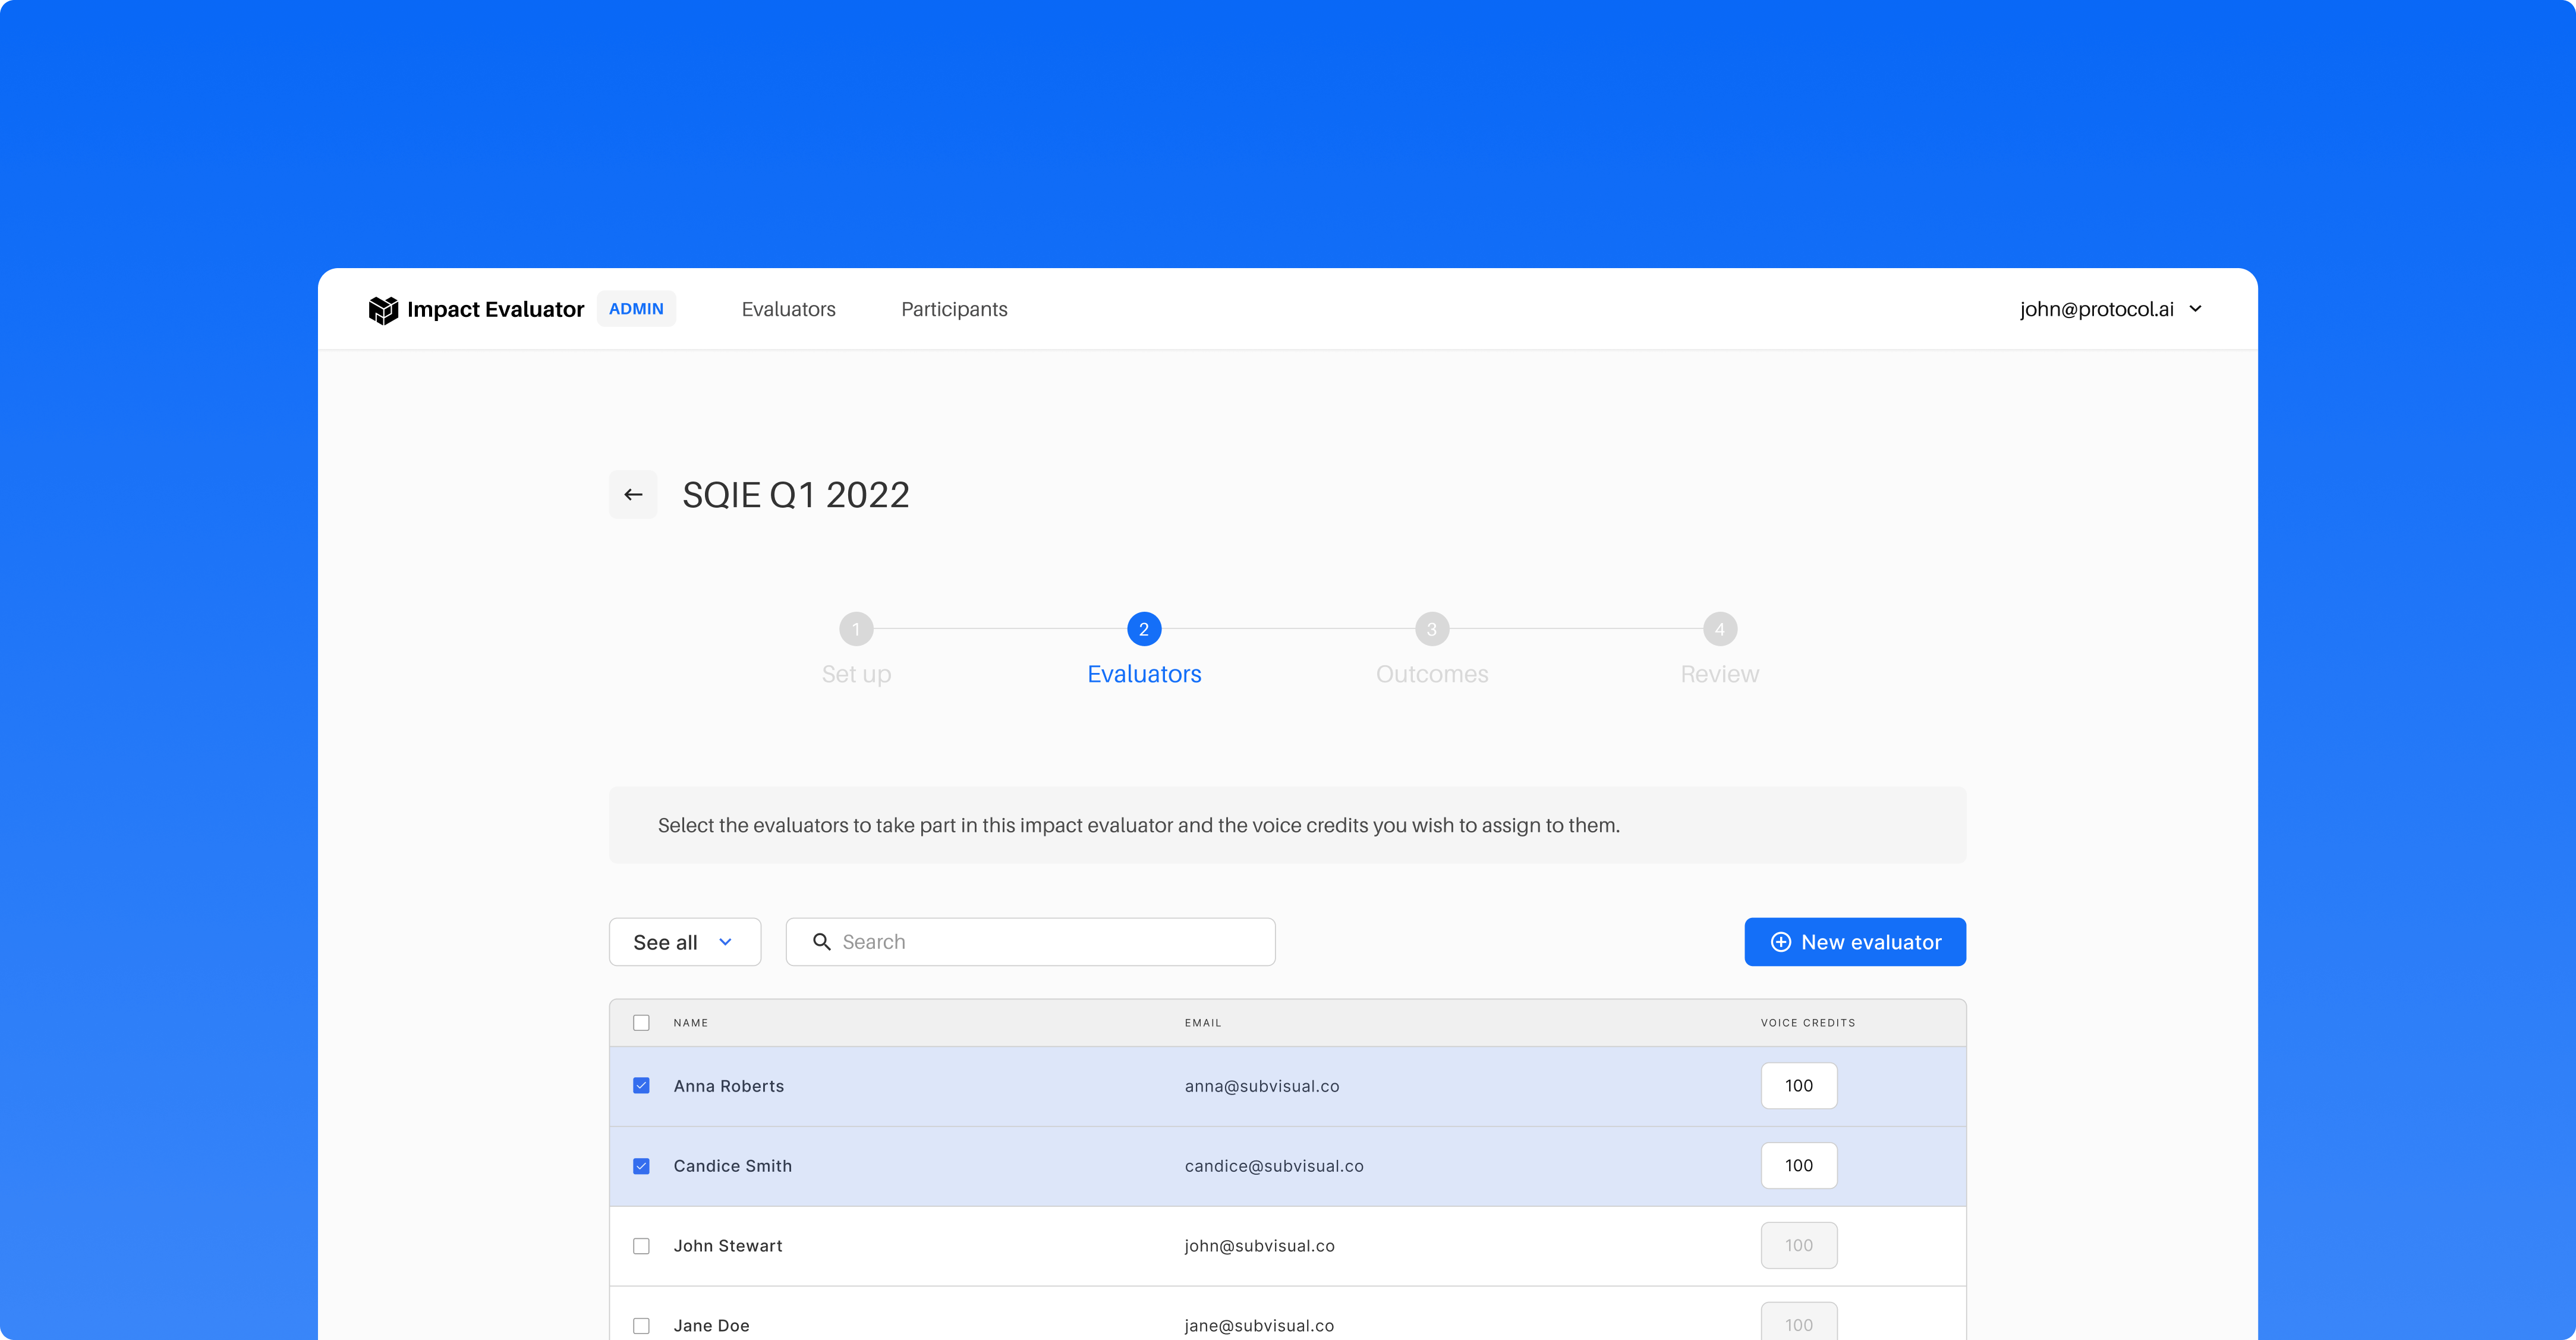 Impact Evaluator ADMIN Evaluators Participants john@protocol.ai
SQIE Q1 2022
1 2 3 4
Set up Evaluators Outcomes Review
Select the evaluators to take part in this impact evaluator and the voice credits you wish to assign to them.
See all Search New evaluator
NAME EMAIL VOICE CREDITS
Anna Roberts anna@subvisual.co 100
Candice Smith candice@subvisual.co 100
John Stewart john@subvisual.co 100
Jane Doe jane@subvisual.co 100